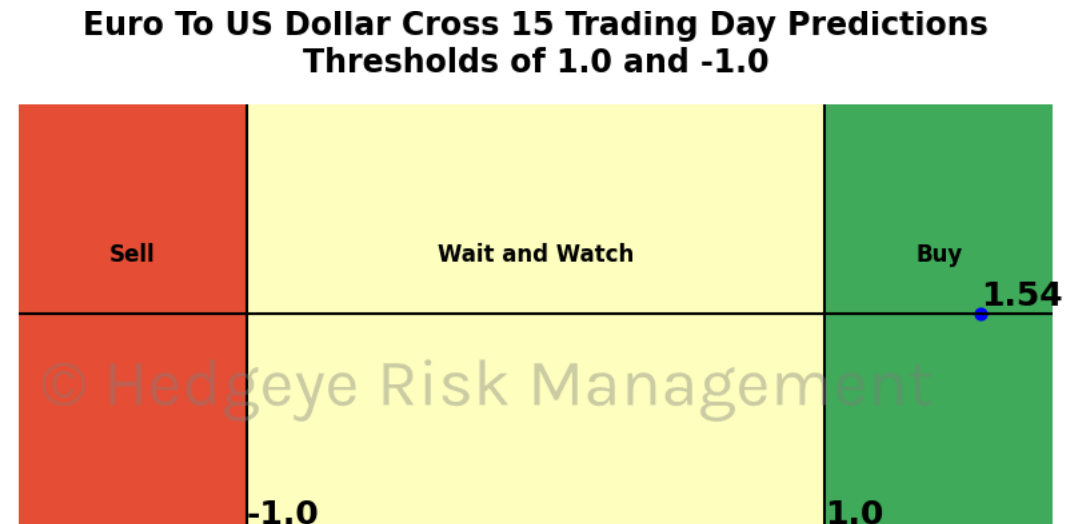 Euro To US Dollar Cross 15 Trading Day Predictions
Thresholds of 1.0 and -1.0
Sell
Wait and Watch
Buy
1.54
© Hedgeye Risk Management
-1.0
1.0